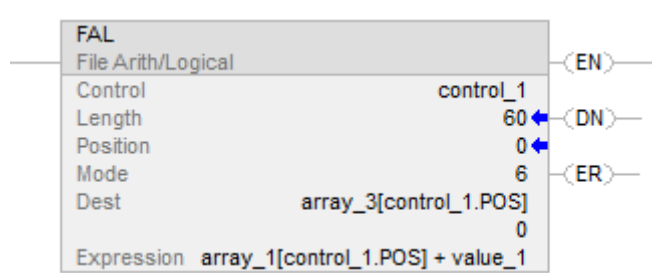 FAL
File Arith/Logical
EN
Control control_1
Length 60
DN
Position 0
Mode 6
ER
Dest array_3[control_1.POS]
0
Expression array_1[control_1.POS] + value_1